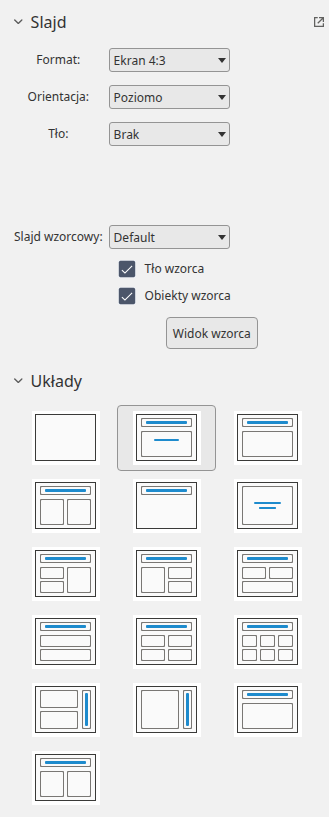 Slajd
Format: Ekran 4:3
Orientacja: Poziomo
Tło: Brak
Slajd wzorcowy: Default
Tło wzorca
Obiekty wzorca
Widok wzorca
Układy